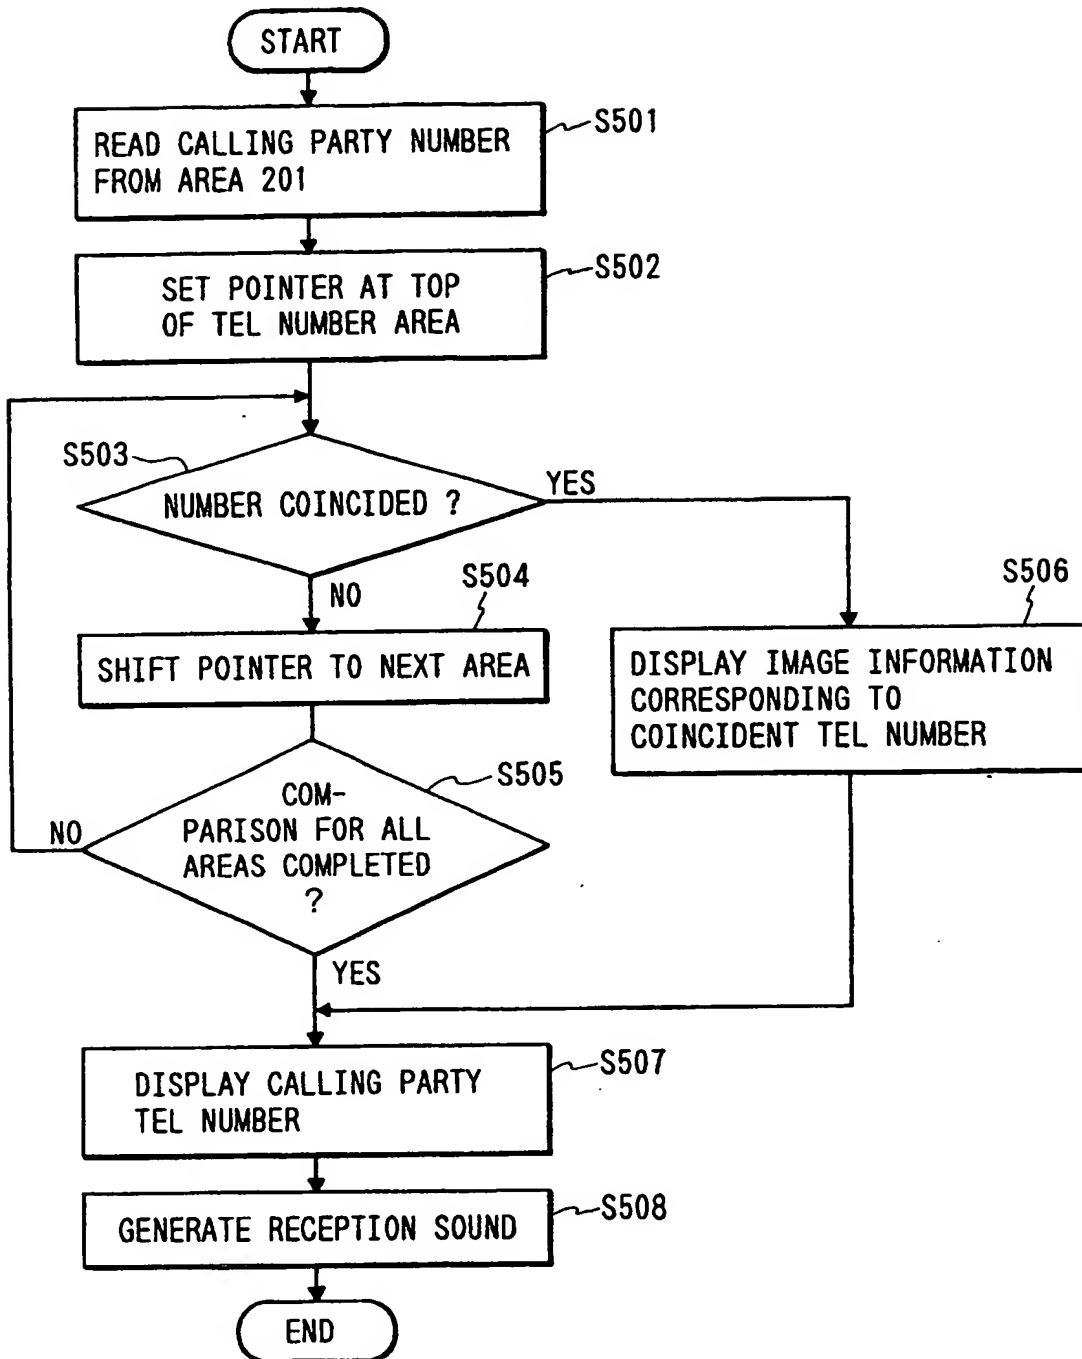 START
READ CALLING PARTY NUMBER
FROM AREA 201
S501
SET POINTER AT TOP
OF TEL NUMBER AREA
S502
S503
NUMBER COINCIDED ?
YES
NO
S504
SHIFT POINTER TO NEXT AREA
S506
DISPLAY IMAGE INFORMATION
CORRESPONDING TO
COINCIDENT TEL NUMBER
S505
COM-
PARISON FOR ALL
AREAS COMPLETED
?
NO
YES
DISPLAY CALLING PARTY
TEL NUMBER
S507
GENERATE RECEPTION SOUND
S508
END